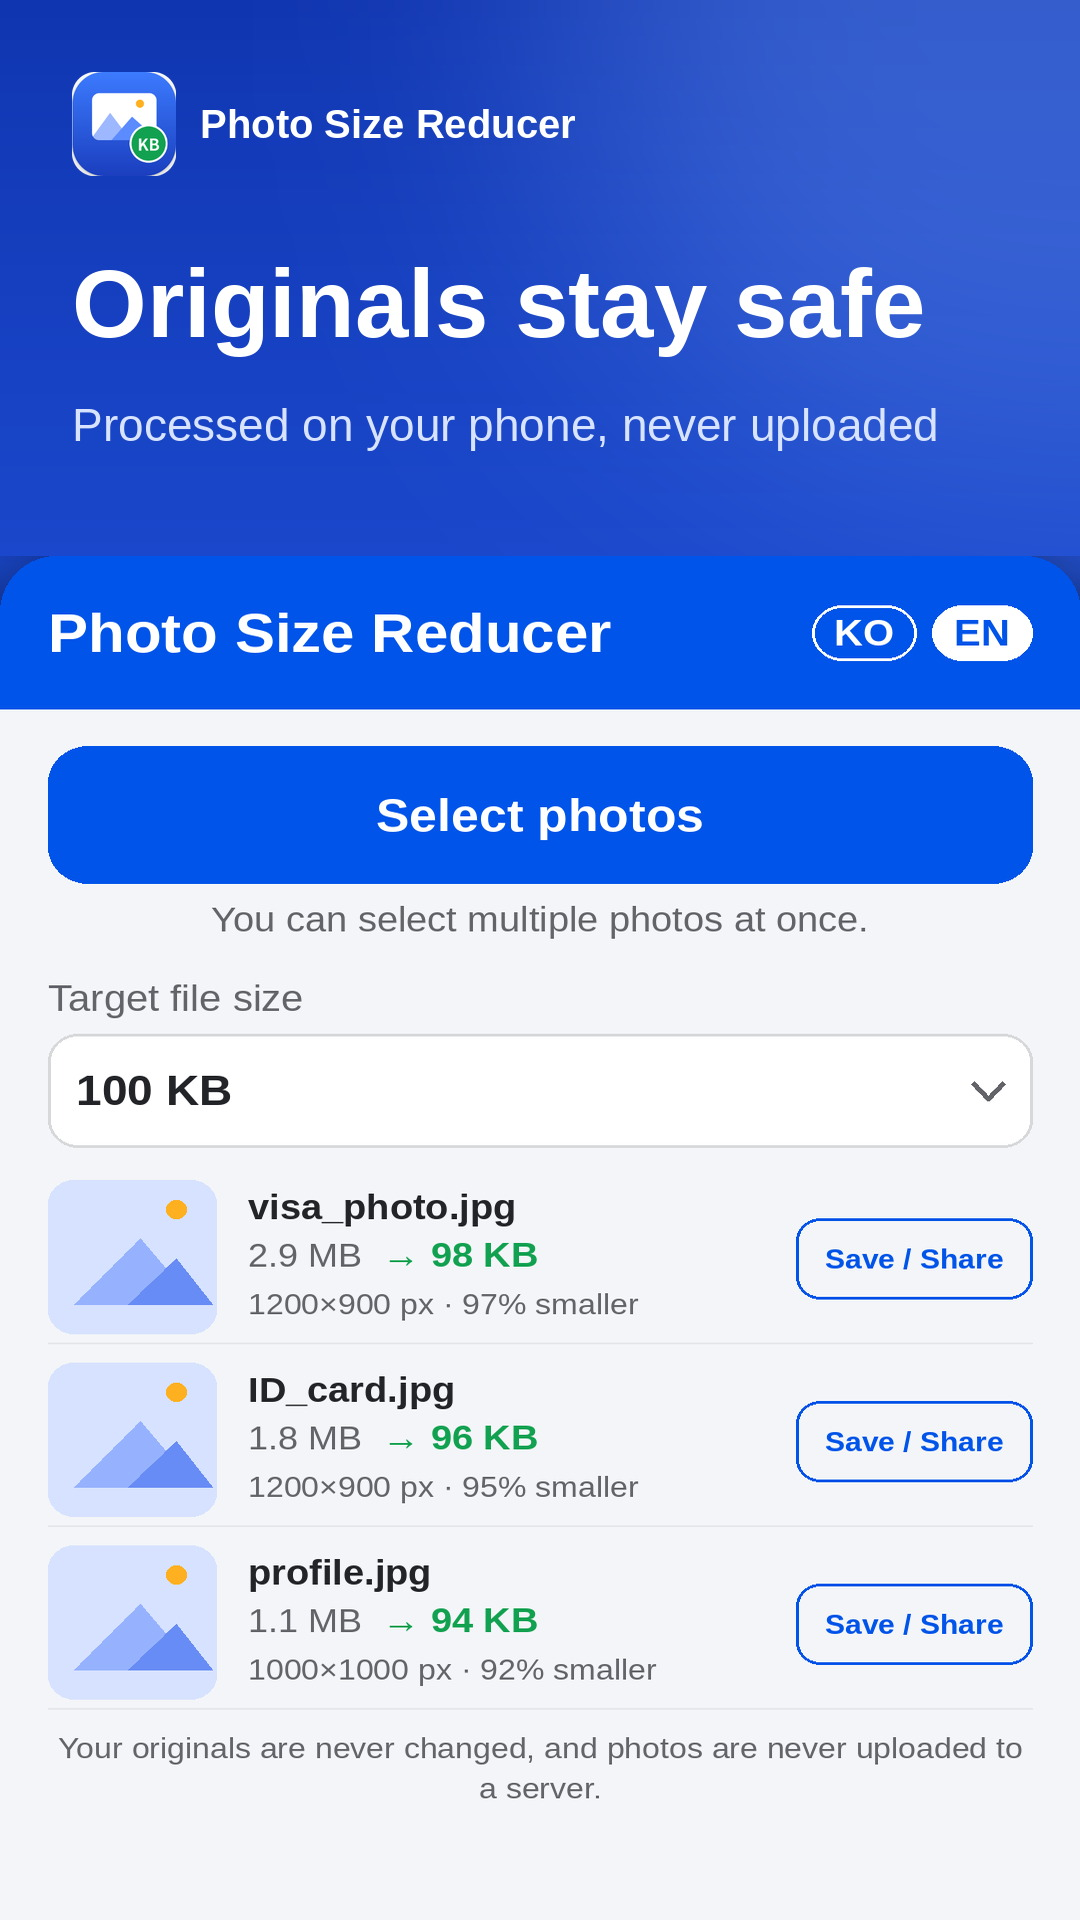 KB
Photo Size Reducer
Originals stay safe
Processed on your phone, never uploaded
Photo Size Reducer
KO
EN
Select photos
You can select multiple photos at once.
Target file size
100 KB
visa_photo.jpg
2.9 MB → 98 KB
1200×900 px · 97% smaller
Save / Share
ID_card.jpg
1.8 MB → 96 KB
1200×900 px · 95% smaller
Save / Share
profile.jpg
1.1 MB → 94 KB
1000×1000 px · 92% smaller
Save / Share
Your originals are never changed, and photos are never uploaded to
a server.